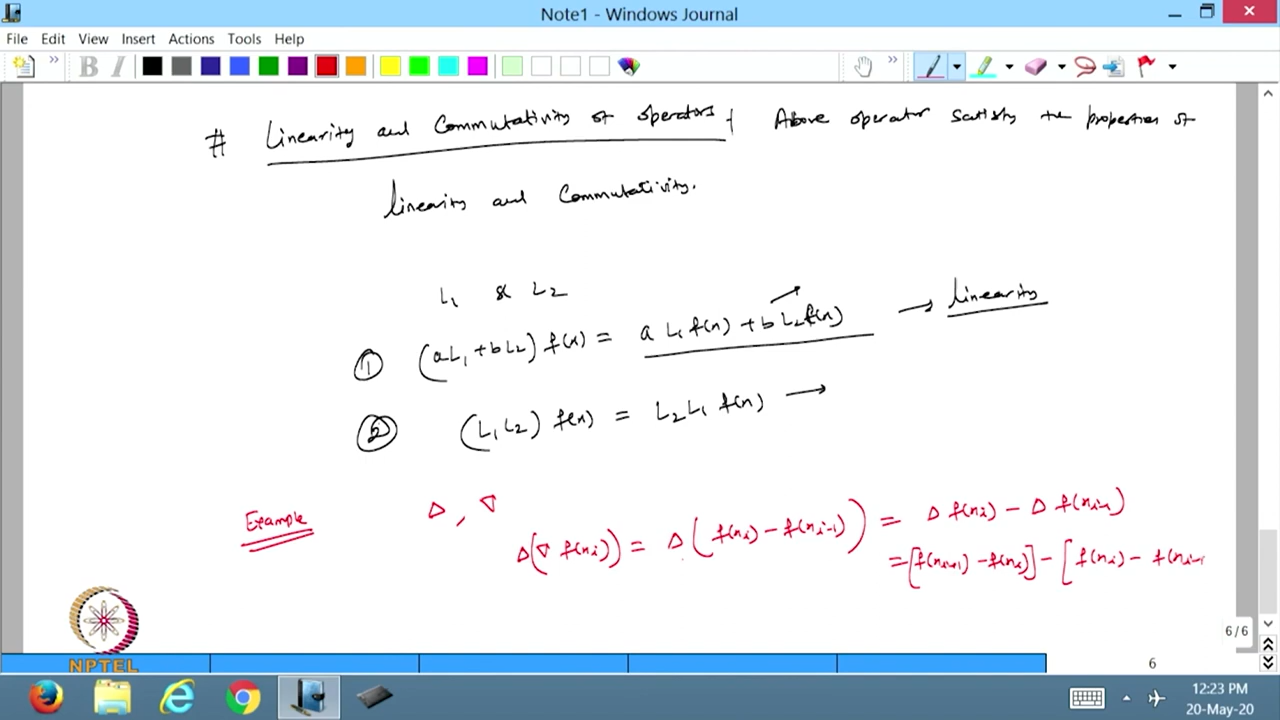 Note1 - Windows Journal
File Edit View Insert Actions Tools Help
# Linearity and Commutativity of operators : Above operator satisfy the properties of
linearity and Commutativity.
L₁ & L₂
① (aL₁ + bL₂) f(x) = a L₁ f(x) + b L₂ f(x) → linearity
② (L₁ L₂) f(x) = L₂ L₁ f(x) →
Example Δ , ∇
Δ(∇ f(xᵢ)) = Δ (f(xᵢ) - f(xᵢ₋₁)) = Δ f(xᵢ) - Δ f(xᵢ₋₁)
= [f(xᵢ₊₁) - f(xᵢ)] - [f(xᵢ) - f(xᵢ₋
NPTEL
6 / 6
6
12:23 PM
20-May-20